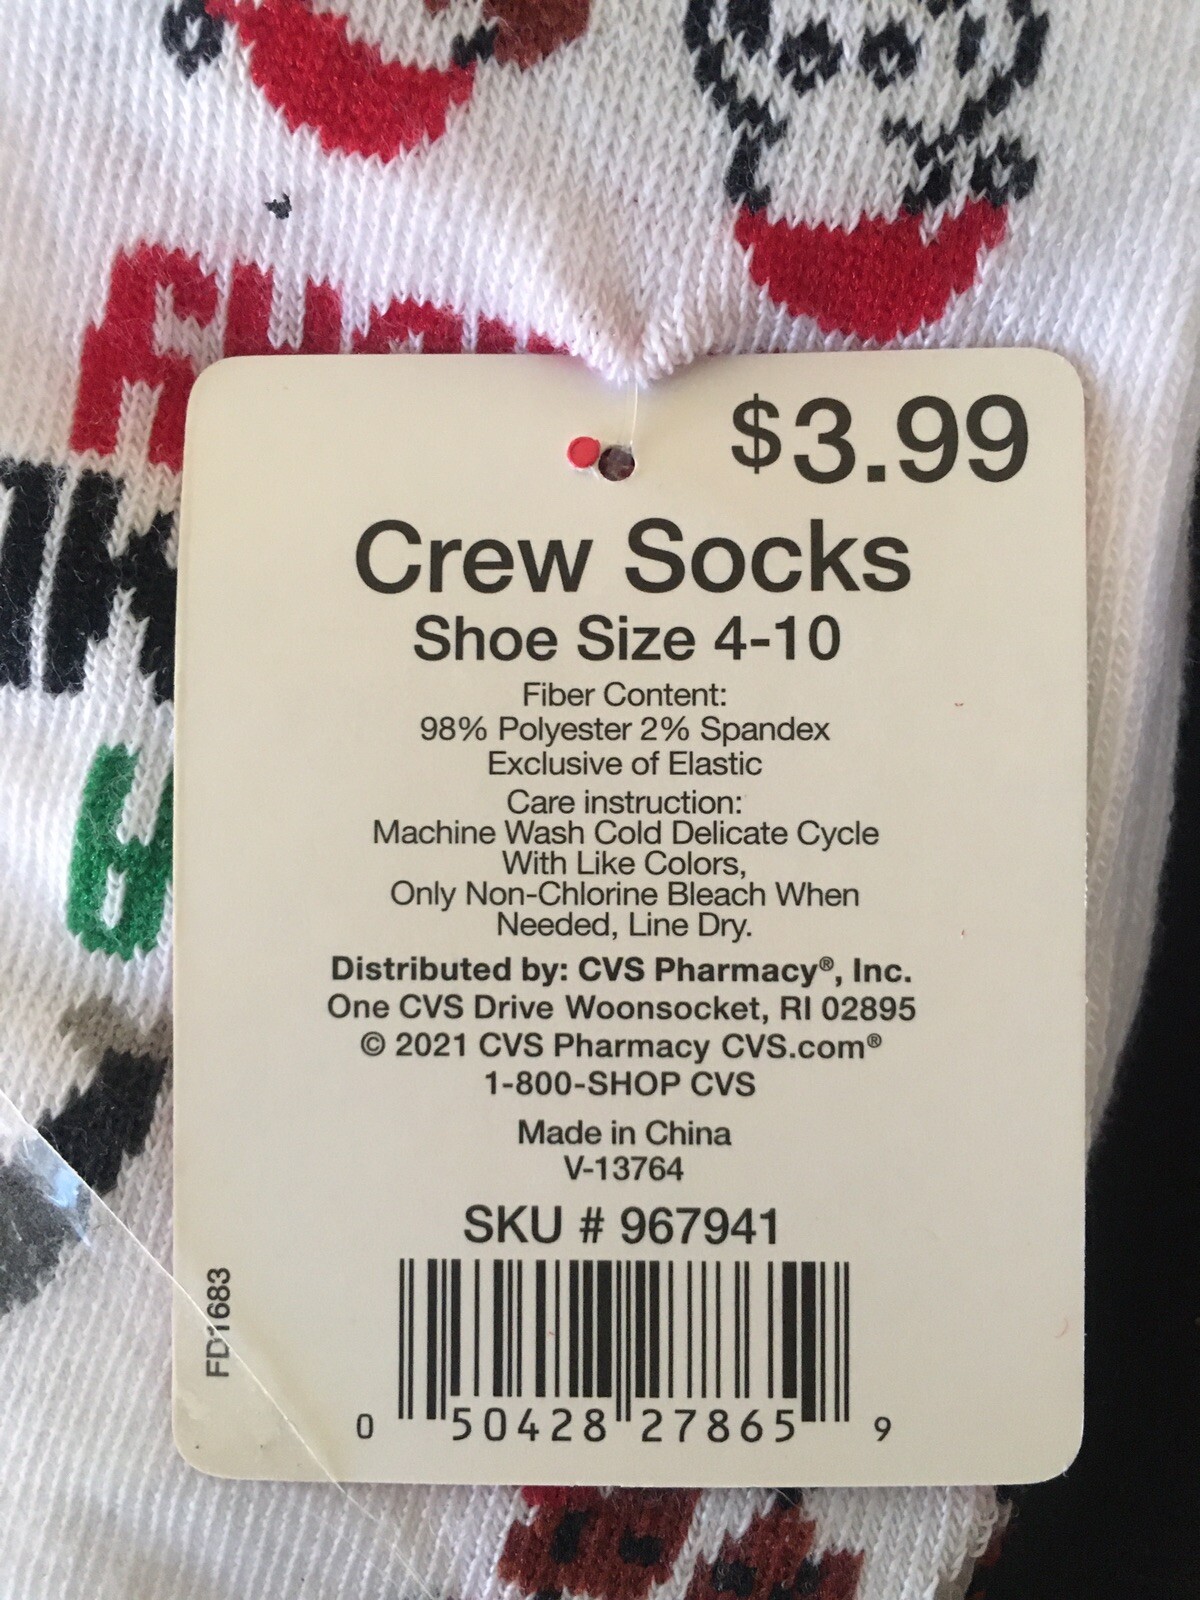 $3.99
Crew Socks
Shoe Size 4-10
Fiber Content:
98% Polyester 2% Spandex
Exclusive of Elastic
Care instruction:
Machine Wash Cold Delicate Cycle
With Like Colors,
Only Non-Chlorine Bleach When
Needed, Line Dry.
Distributed by: CVS Pharmacy®, Inc.
One CVS Drive Woonsocket, RI 02895
© 2021 CVS Pharmacy CVS.com®
1-800-SHOP CVS
Made in China
V-13764
SKU # 967941
FD1683
0 50428 27865 9